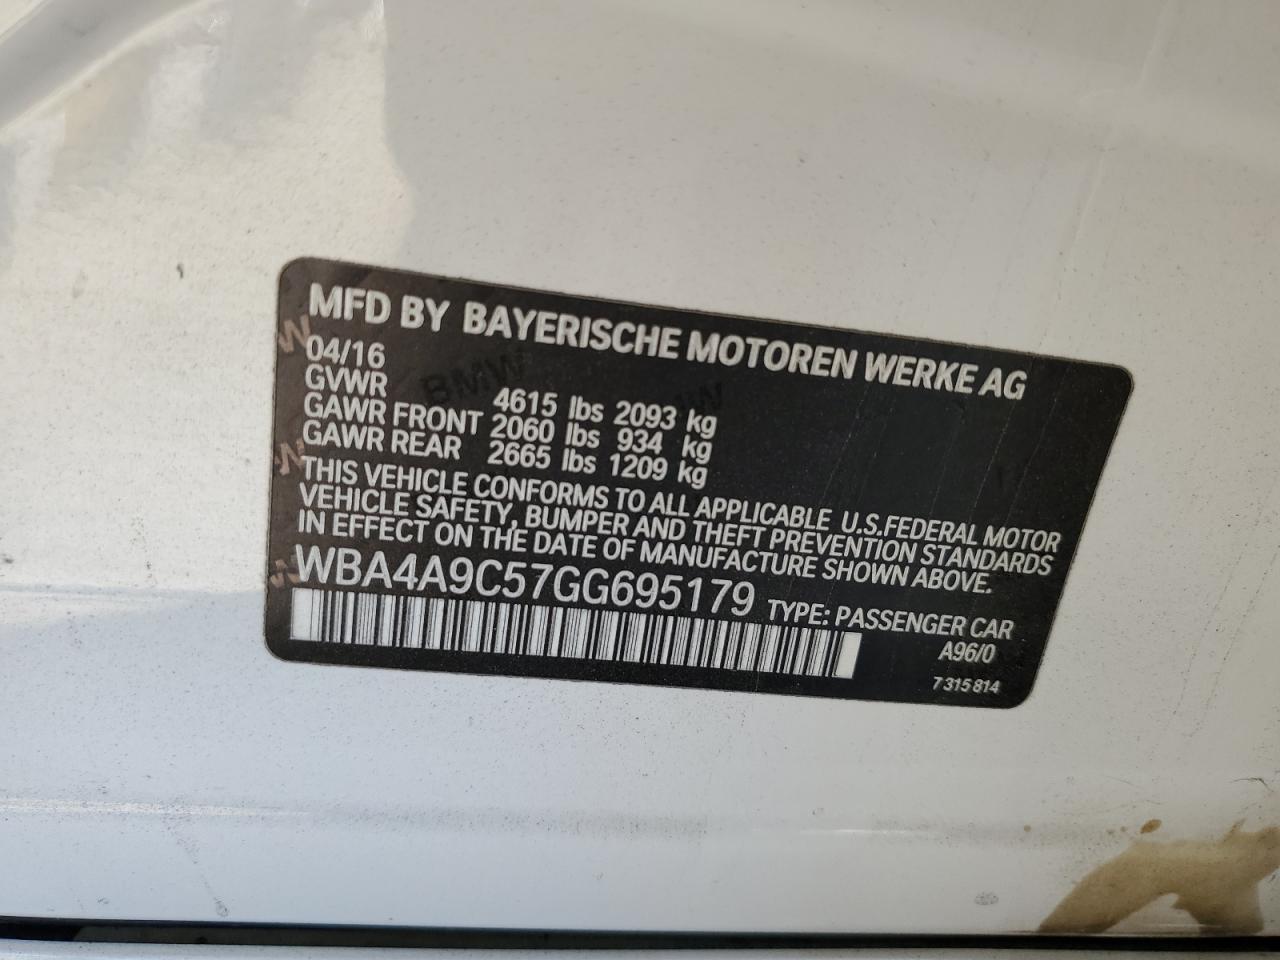 MFD BY BAYERISCHE MOTOREN WERKE AG
04/16
GVWR 4615 lbs 2093 kg
GAWR FRONT 2060 lbs 934 kg
GAWR REAR 2665 lbs 1209 kg
THIS VEHICLE CONFORMS TO ALL APPLICABLE U.S.FEDERAL MOTOR
VEHICLE SAFETY, BUMPER AND THEFT PREVENTION STANDARDS
IN EFFECT ON THE DATE OF MANUFACTURE SHOWN ABOVE.
WBA4A9C57GG695179 TYPE: PASSENGER CAR
A96/0
7 315 814
BMW